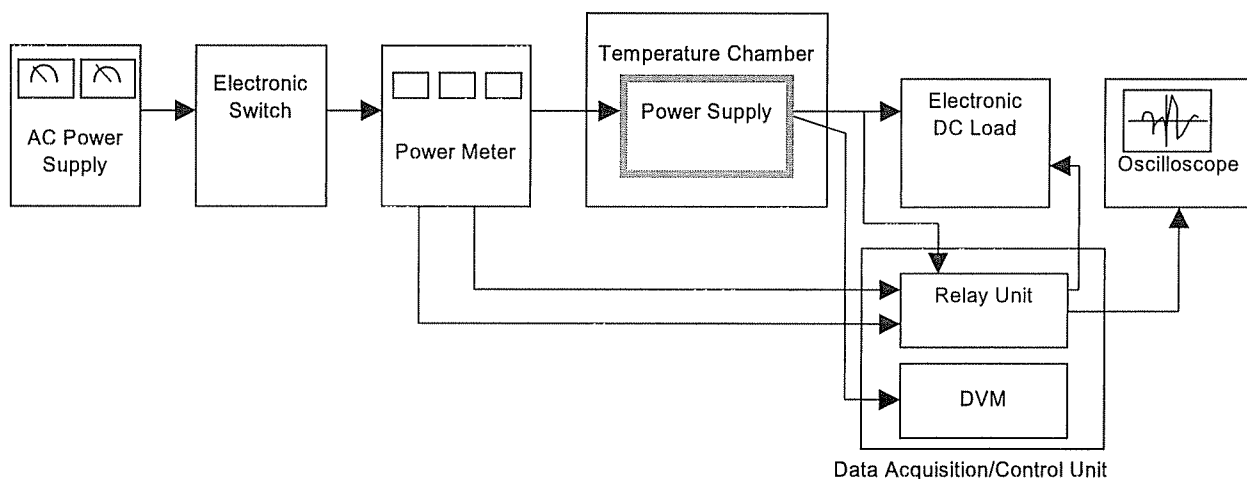 AC Power
Supply
Electronic
Switch
Power Meter
Temperature Chamber
Power Supply
Electronic
DC Load
Oscilloscope
Relay Unit
DVM
Data Acquisition/Control Unit